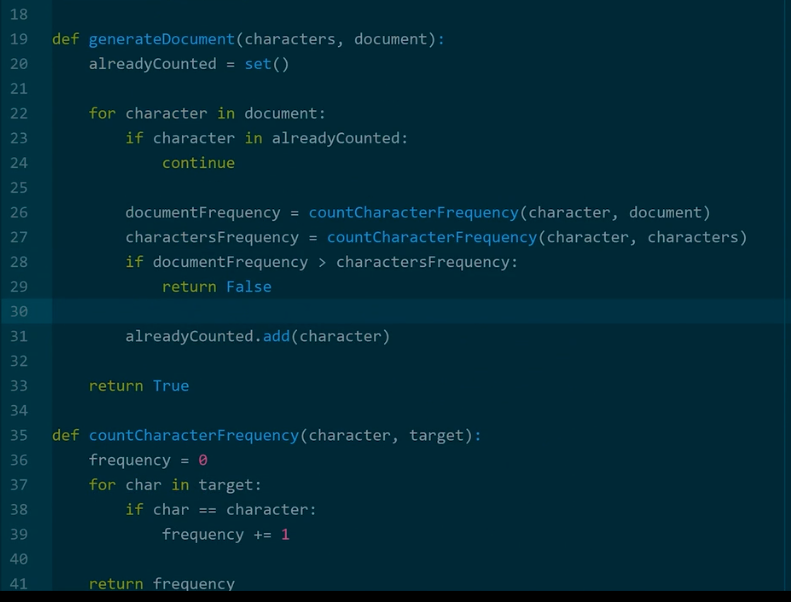 18
19 def generateDocument(characters, document):
20     alreadyCounted = set()
21
22     for character in document:
23         if character in alreadyCounted:
24             continue
25
26         documentFrequency = countCharacterFrequency(character, document)
27         charactersFrequency = countCharacterFrequency(character, characters)
28         if documentFrequency > charactersFrequency:
29             return False
30
31         alreadyCounted.add(character)
32
33     return True
34
35 def countCharacterFrequency(character, target):
36     frequency = 0
37     for char in target:
38         if char == character:
39             frequency += 1
40
41     return frequency